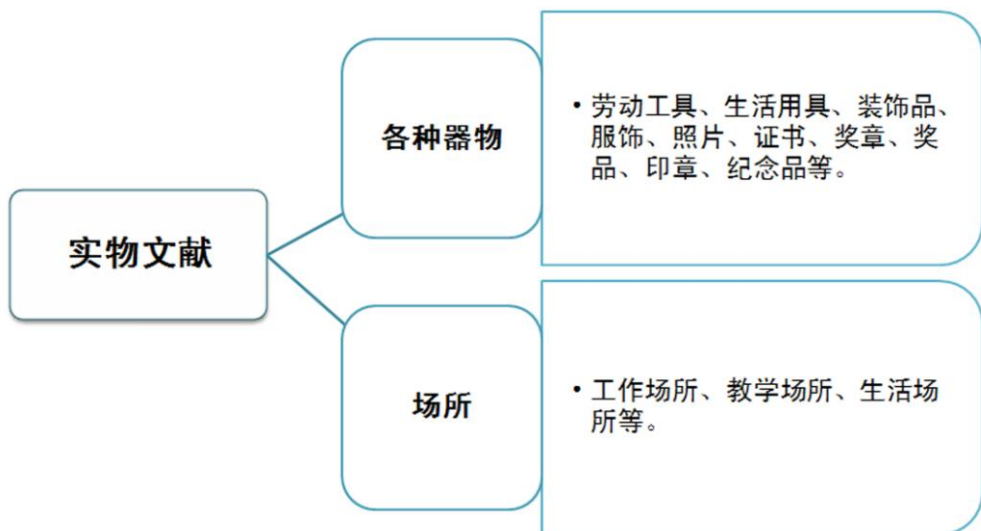 实物文献
各种器物
• 劳动工具、生活用具、装饰品、
服饰、照片、证书、奖章、奖
品、印章、纪念品等。
场所
• 工作场所、教学场所、生活场
所等。